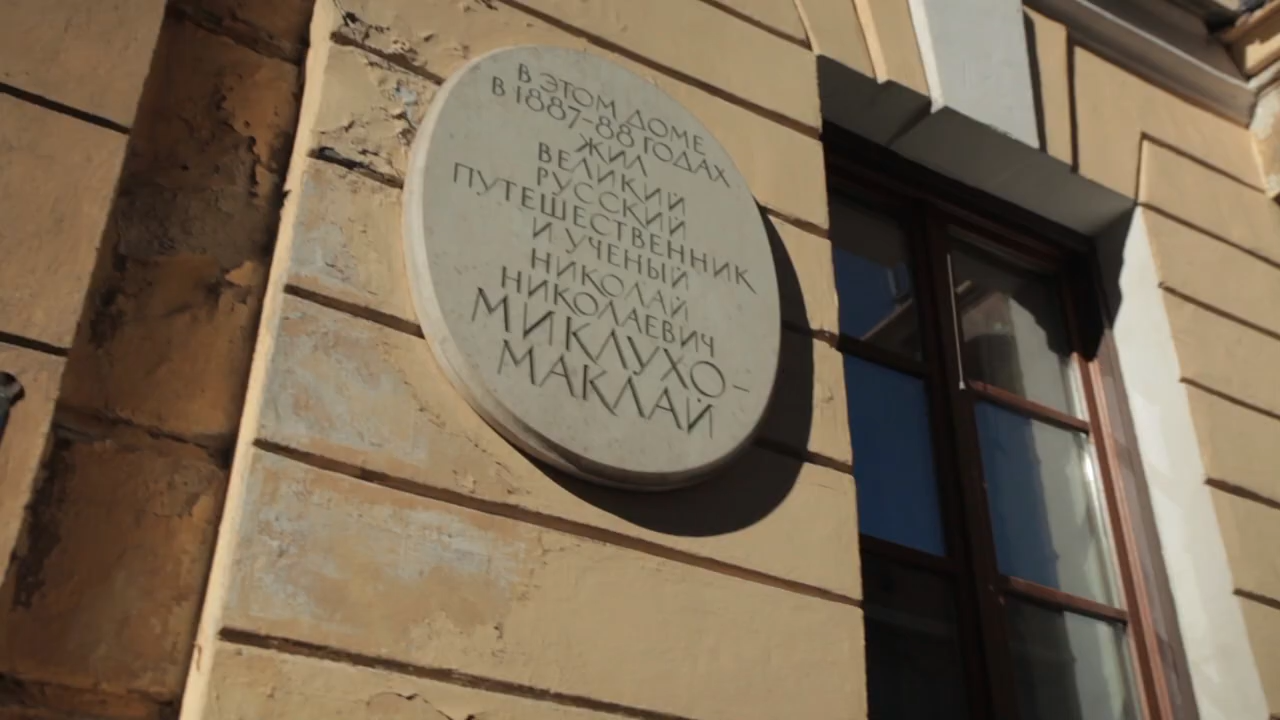 В ЭТОМ ДОМЕ
В 1887-88 ГОДАХ
ЖИЛ
ВЕЛИКИЙ
РУССКИЙ
ПУТЕШЕСТВЕННИК
И УЧЕНЫЙ
НИКОЛАЙ
НИКОЛАЕВИЧ
МИКЛУХО-
МАКЛАЙ